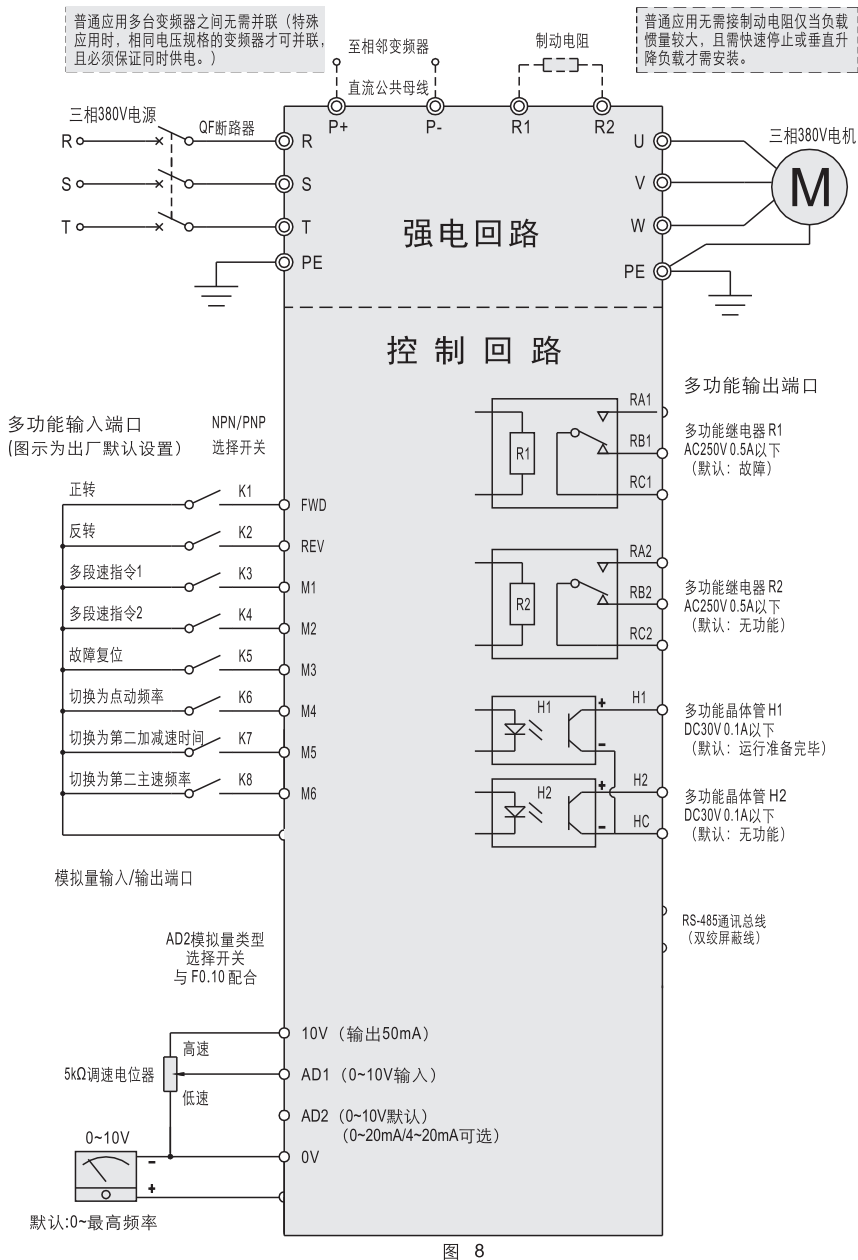 普通应用多台变频器之间无需并联（特殊
应用时，相同电压规格的变频器才可并联，
且必须保证同时供电。）
至相邻变频器
直流公共母线
制动电阻
普通应用无需接制动电阻仅当负载
惯量较大，且需快速停止或垂直升
降负载才需安装。
三相380V电源
QF断路器
P+
P-
R1
R2
三相380V电机
R
R
U
S
S
V
M
T
T
W
强电回路
PE
PE
控制回路
多功能输入端口
(图示为出厂默认设置）
NPN/PNP
选择开关
多功能输出端口
RA1
R1
RB1
RC1
多功能继电器R1
AC250V 0.5A以下
（默认：故障）
正转
K1
FWD
反转
K2
REV
多段速指令1
K3
M1
多段速指令2
K4
M2
故障复位
K5
M3
切换为点动频率
K6
M4
切换为第二加减速时间
K7
M5
切换为第二主速频率
K8
M6
RA2
R2
RB2
RC2
多功能继电器R2
AC250V 0.5A以下
（默认：无功能）
H1
+
-
H1
多功能晶体管H1
DC30V 0.1A以下
（默认：运行准备完毕）
H2
+
-
H2
HC
多功能晶体管H2
DC30V 0.1A以下
（默认：无功能）
模拟量输入/输出端口
RS-485通讯总线
（双绞屏蔽线）
AD2模拟量类型
选择开关
与 F0.10 配合
10V（输出50mA）
高速
5kΩ调速电位器
AD1（0~10V输入）
低速
AD2（0~10V默认）
（0~20mA/4~20mA可选）
0~10V
-
0V
+
默认:0~最高频率
图 8